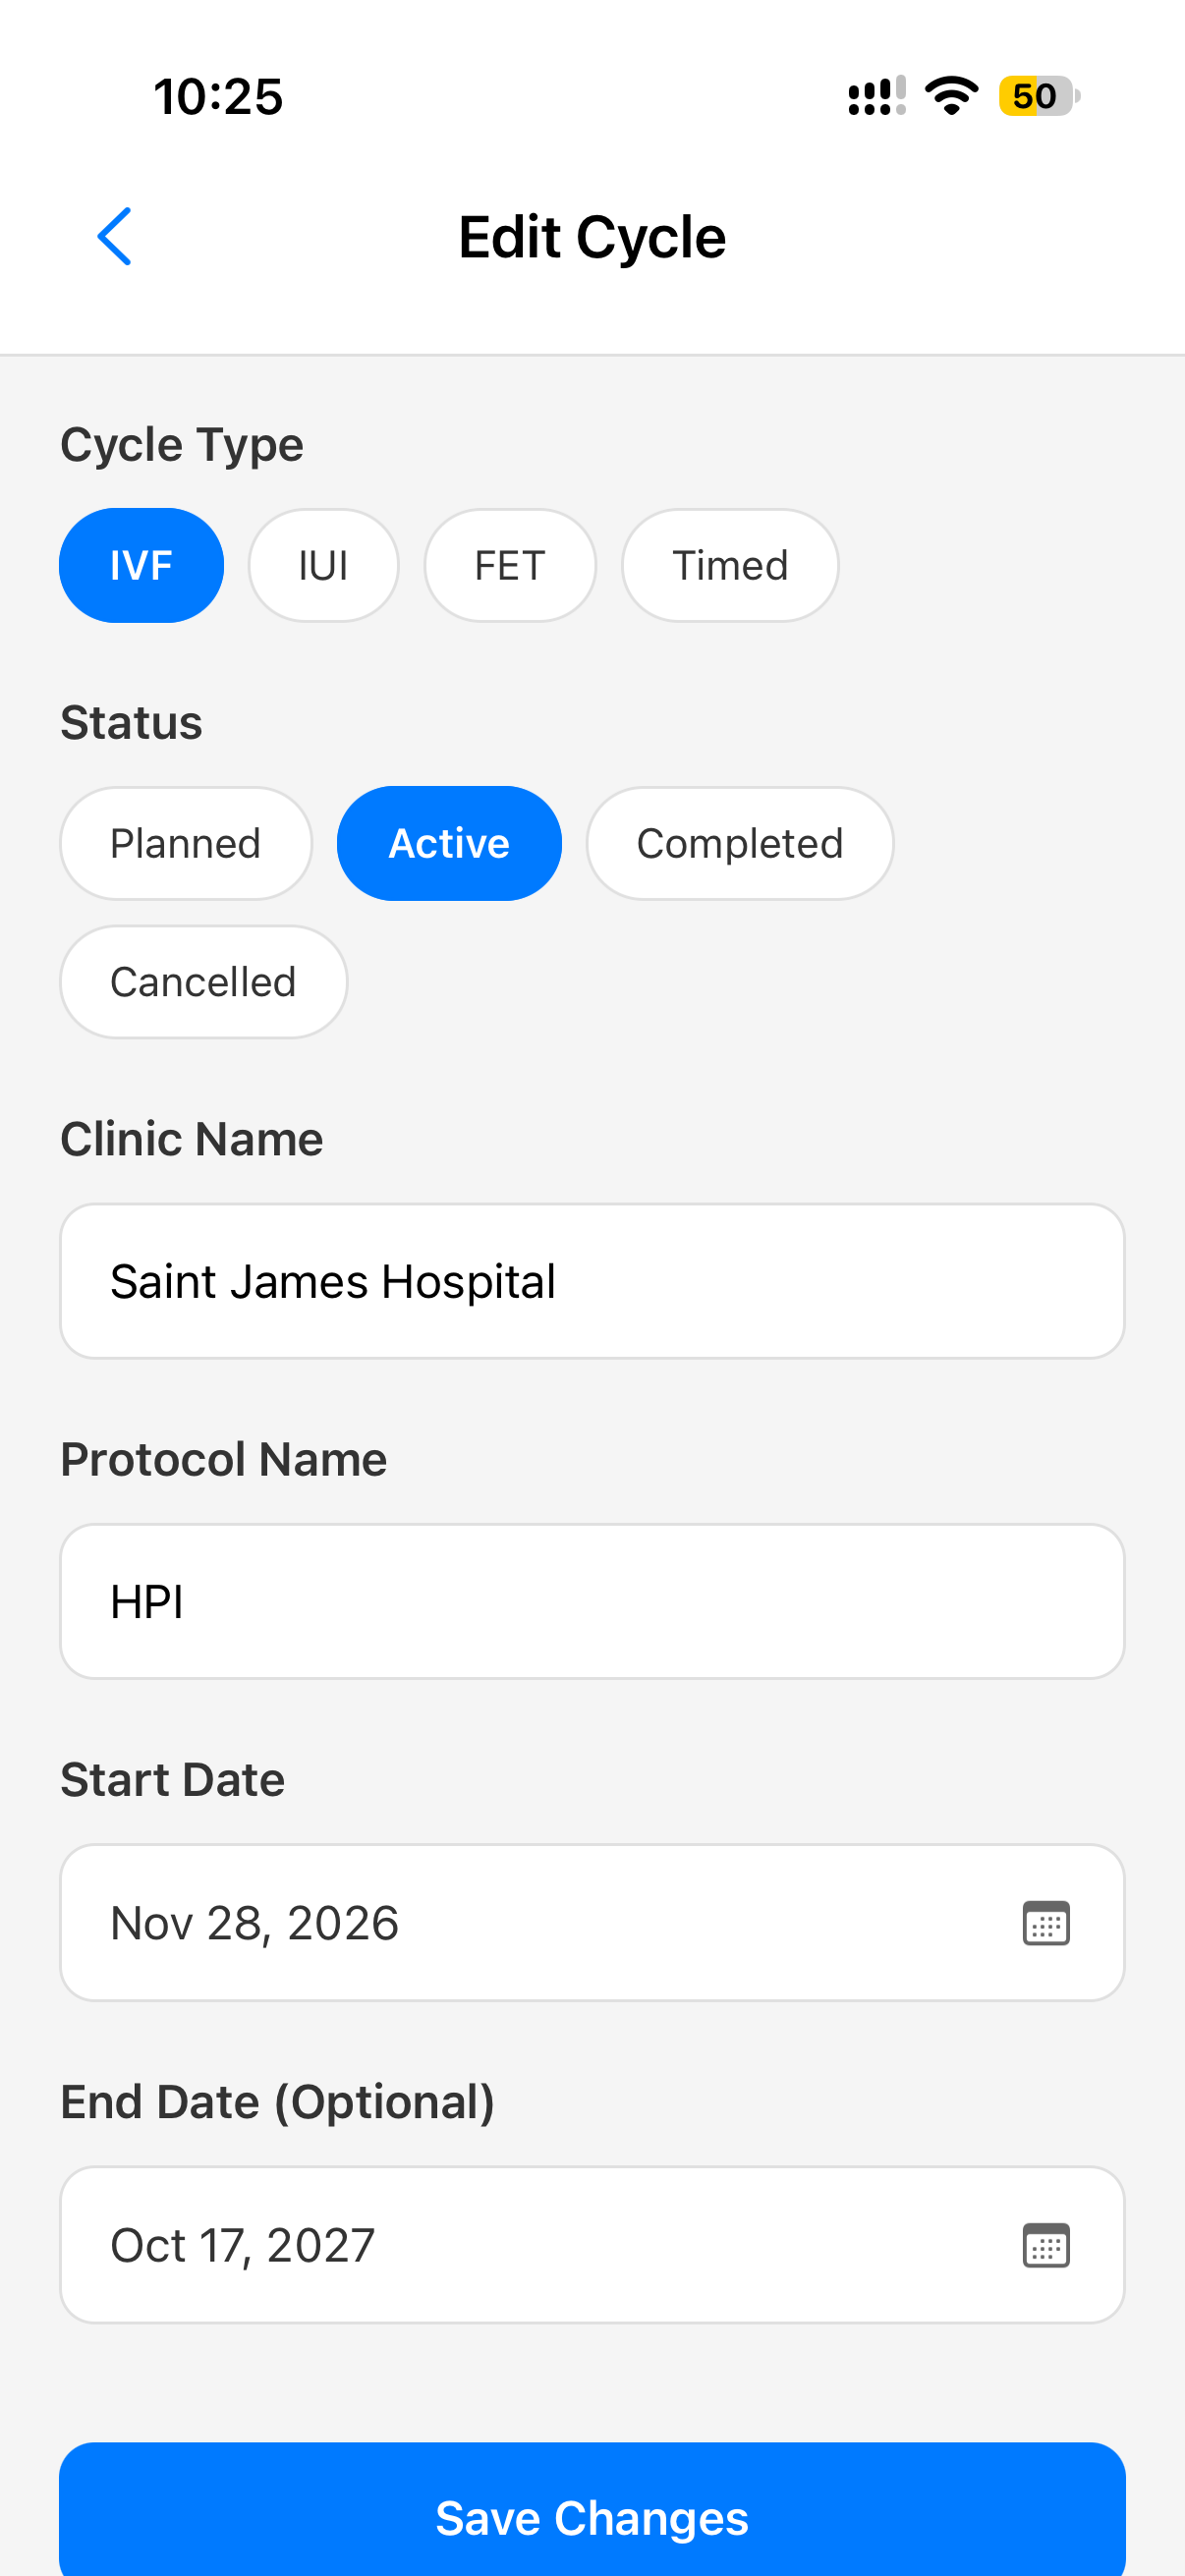 10:25
50
Edit Cycle
Cycle Type
IVF IUI FET Timed
Status
Planned Active Completed
Cancelled
Clinic Name
Saint James Hospital
Protocol Name
HPI
Start Date
Nov 28, 2026
End Date (Optional)
Oct 17, 2027
Save Changes